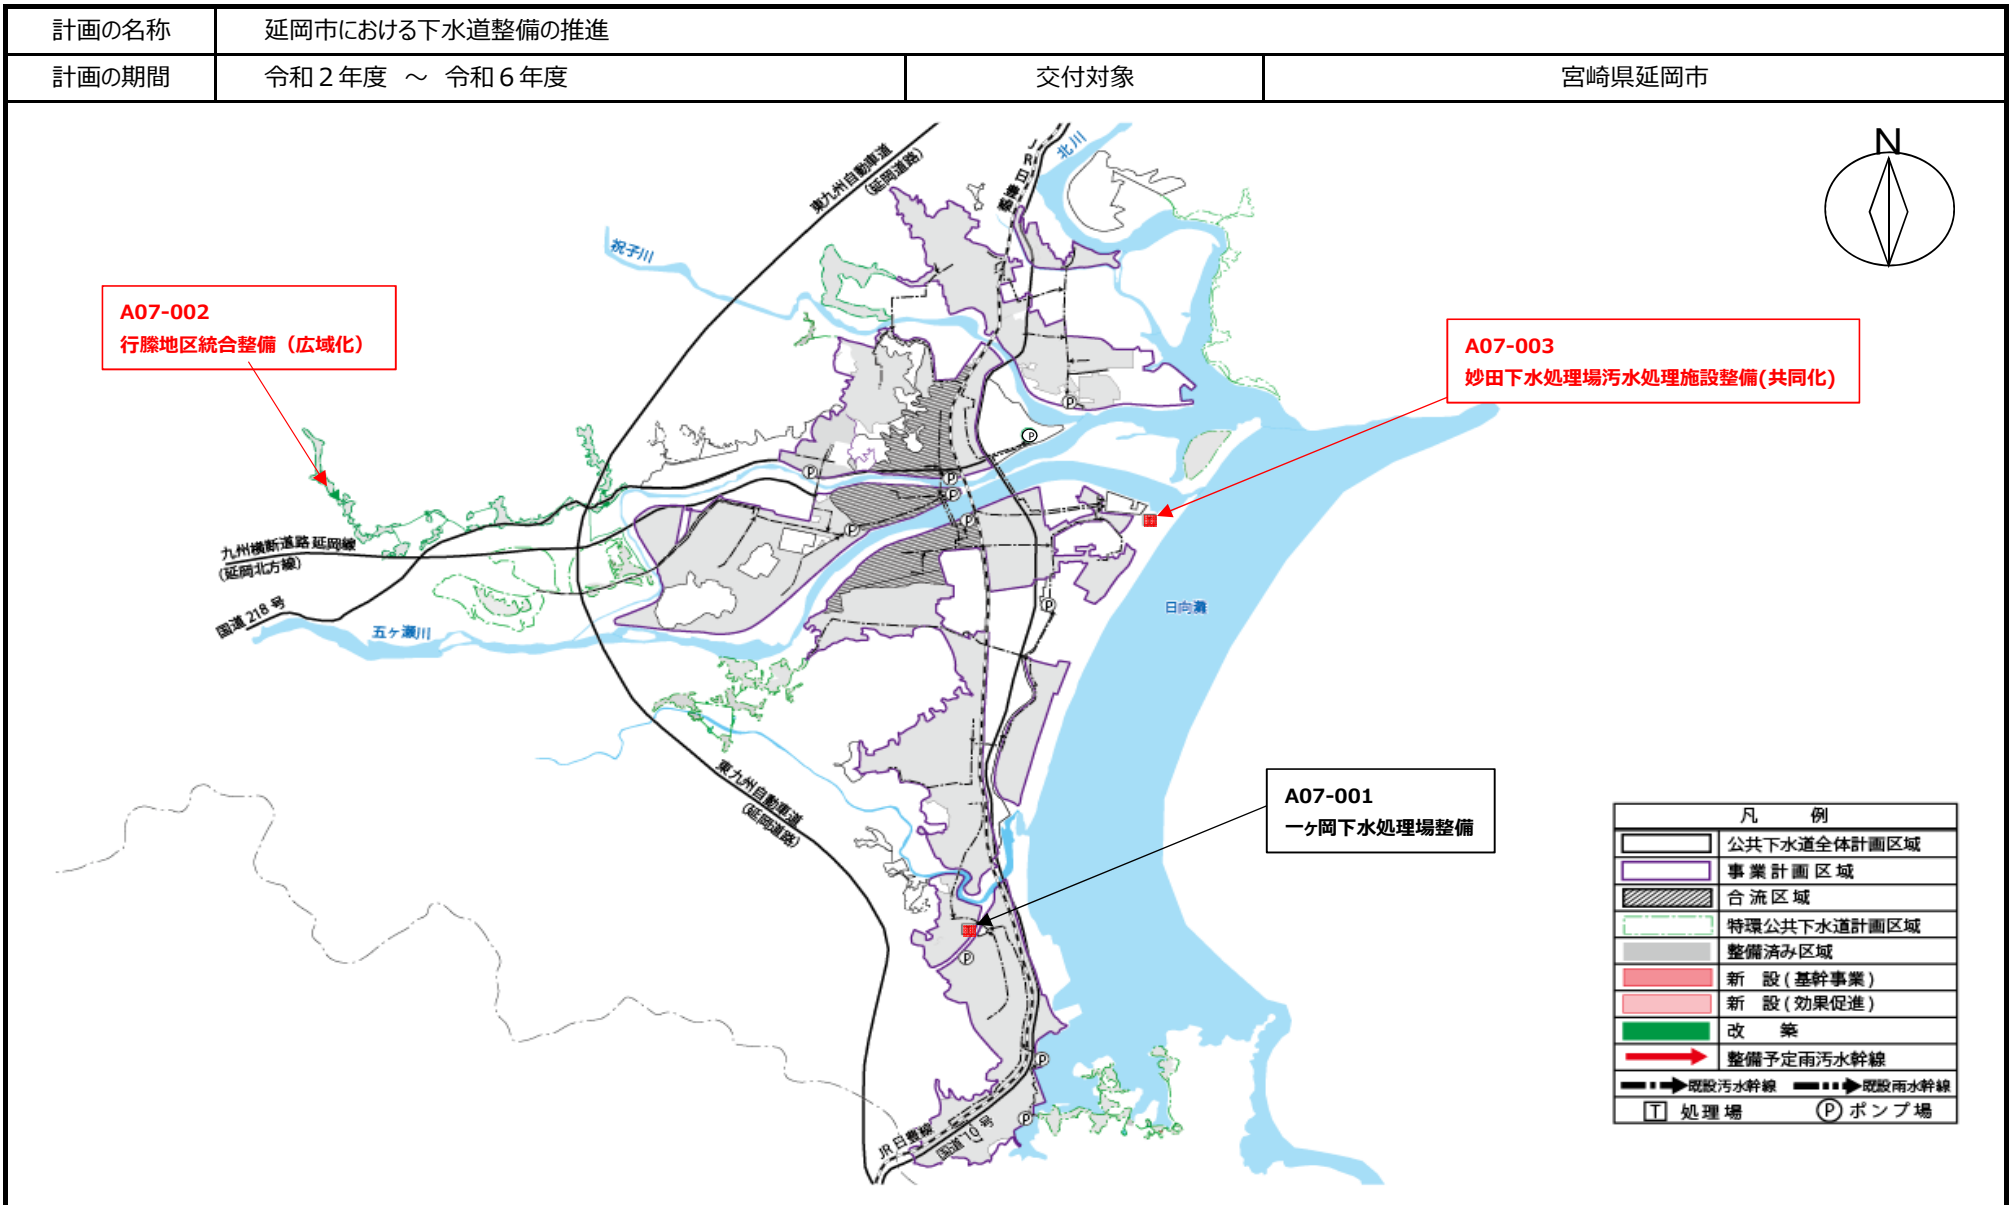 計画の名称
延岡市における下水道整備の推進
計画の期間
令和２年度 ～ 令和６年度
交付対象
宮崎県延岡市
N
東九州自動車道
(延岡道路)
JR日豊線
北川
祝子川
A07-002
行縢地区統合整備（広域化）
A07-003
妙田下水処理場汚水処理施設整備(共同化)
P
P
P
P
P
P
P
P
九州横断道路 延岡線
(延岡北方線)
国道 218 号
五ヶ瀬川
日向灘
東九州自動車道
(延岡道路)
A07-001
一ヶ岡下水処理場整備
P
P
P
JR 日豊線
国道 10 号
凡 例
公共下水道全体計画区域
事業計画区域
合流区域
特環公共下水道計画区域
整備済み区域
新 設(基幹事業)
新 設(効果促進)
改 築
整備予定雨汚水幹線
既設汚水幹線 既設雨水幹線
T 処理場 P ポンプ場